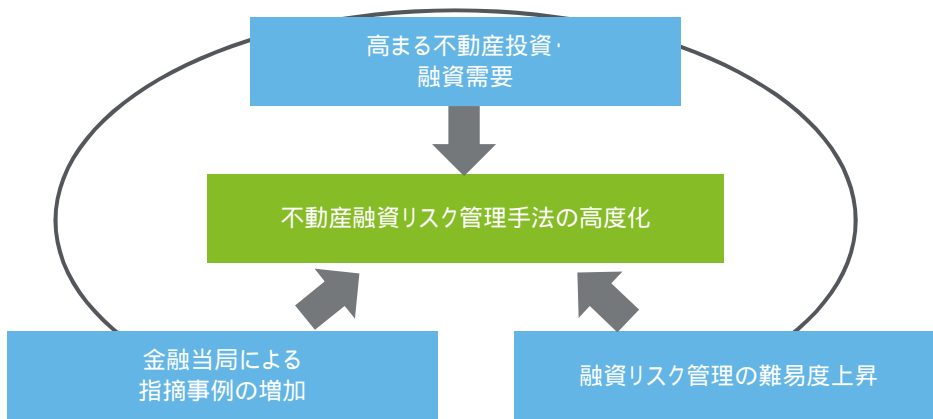 高まる不動産投資・
融資需要
不動産融資リスク管理手法の高度化
金融当局による
指摘事例の増加
融資リスク管理の難易度上昇